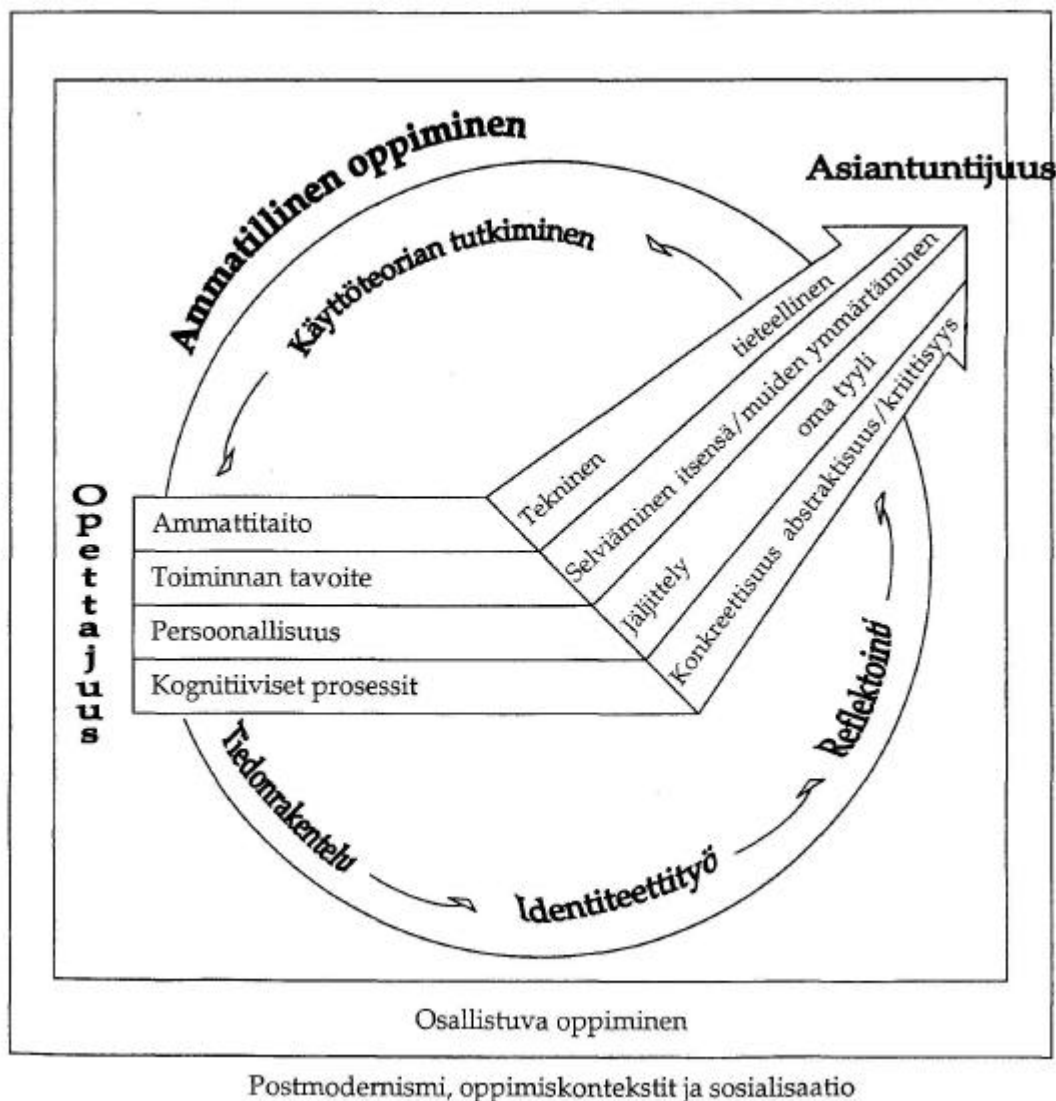 Ammatillinen oppiminen
Asiantuntijuus
Käyttöteorian tutkiminen
Opettajuus
Ammattitaito
Toiminnan tavoite
Persoonallisuus
Kognitiiviset prosessit
Tekninen tieteellinen
Selviäminen itsensä/muiden ymmärtäminen
Jäljittely oma tyyli
Konkreettisuus abstraktisuus/kriittisyys
Tiedonrakentelu
Identiteettityö
Reflektointi
Osallistuva oppiminen
Postmodernismi, oppimiskontekstit ja sosialisaatio